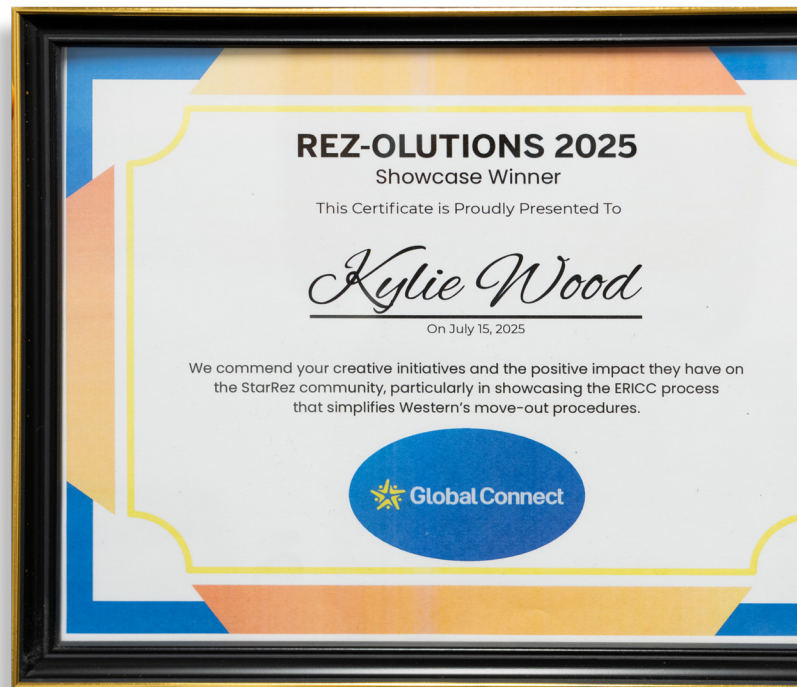 REZ-OLUTIONS 2025
Showcase Winner
This Certificate is Proudly Presented To
Kylie Wood
On July 15, 2025
We commend your creative initiatives and the positive impact they have on
the StarRez community, particularly in showcasing the ERICC process
that simplifies Western's move-out procedures.
GlobalConnect